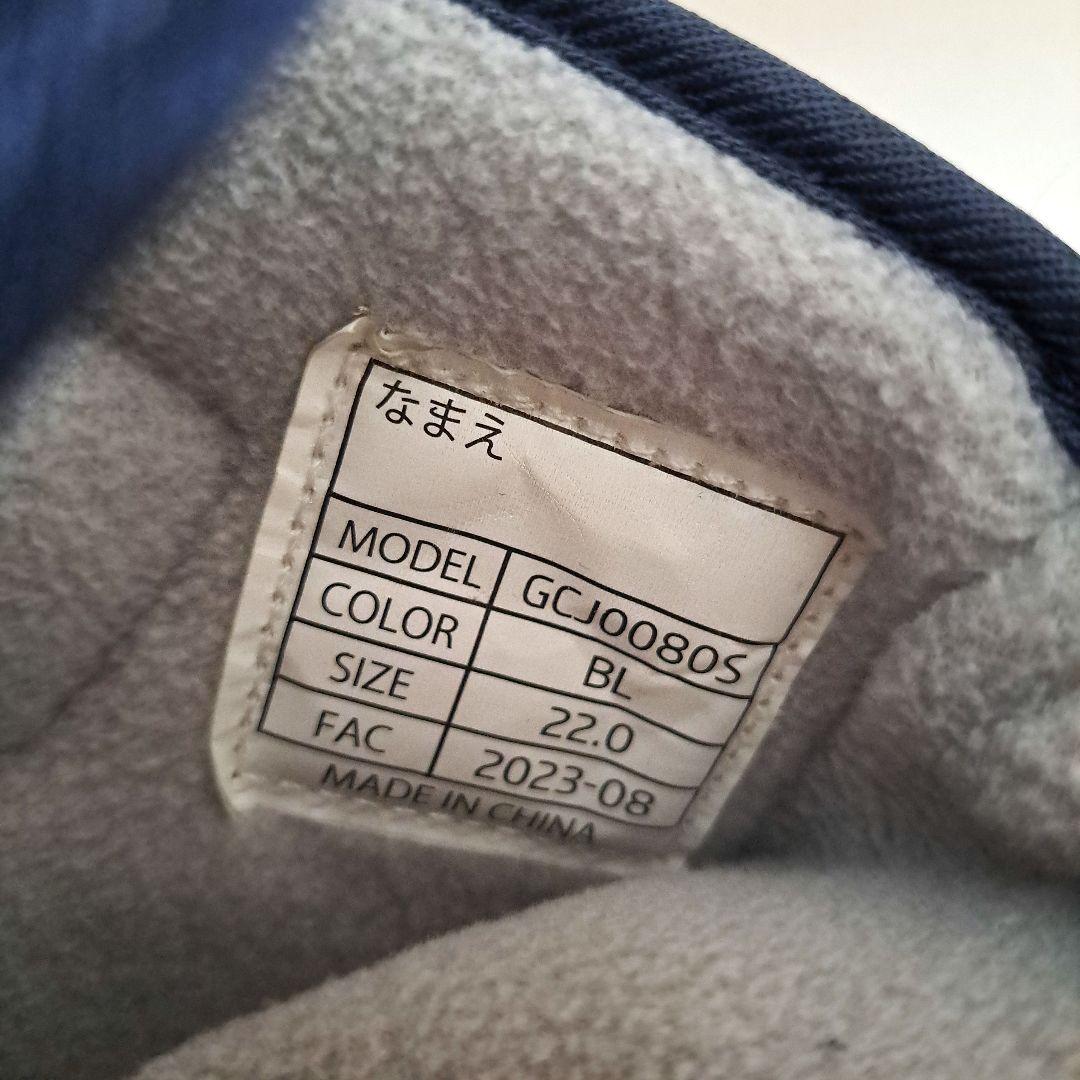 なまえ
MODEL GCJ0080S
COLOR BL
SIZE 22.0
FAC 2023-08
MADE IN CHINA